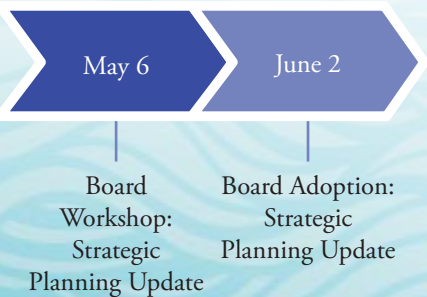 May 6
June 2
Board
Workshop:
Strategic
Planning Update
Board Adoption:
Strategic
Planning Update